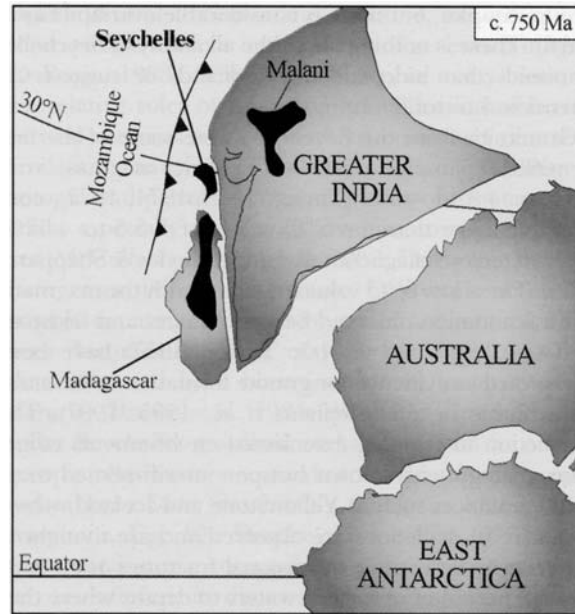 c. 750 Ma
Seychelles
Malani
30°N
Mozambique
Ocean
GREATER
INDIA
AUSTRALIA
Madagascar
Equator
EAST
ANTARCTICA